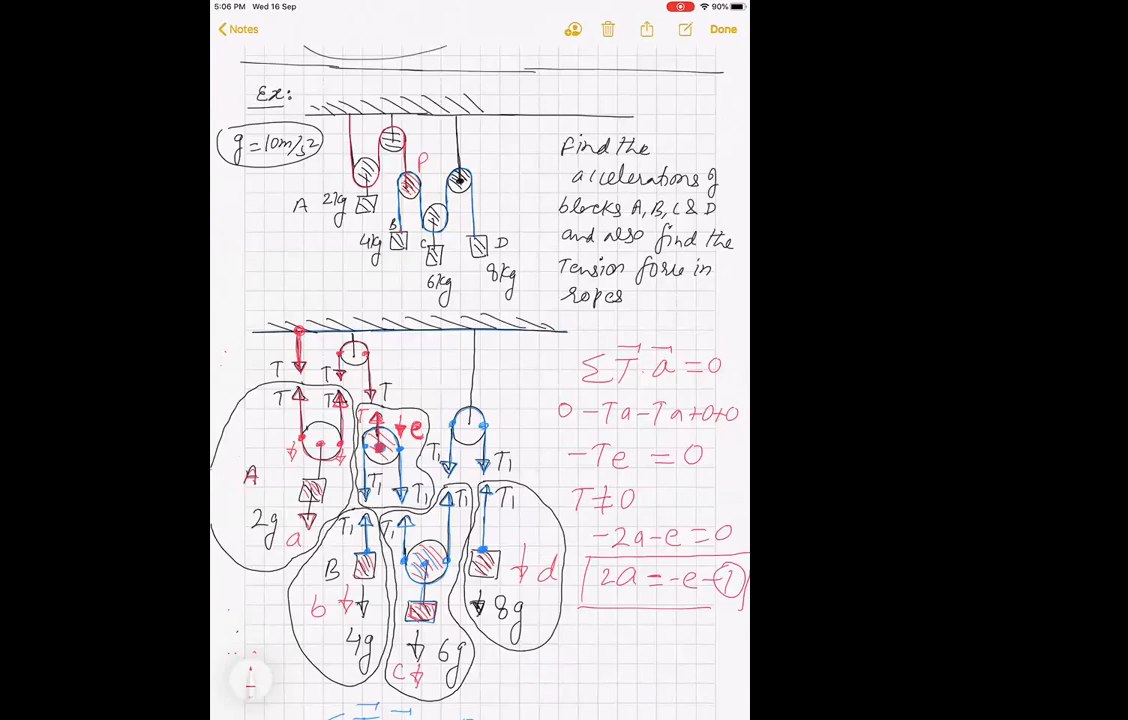 5:06 PM Wed 16 Sep
90%
Notes
Done
Ex:
g = 10m/s2
P
A 2kg
B
4kg
C
6kg
D
8kg
Find the
accelerations of
blocks A, B, C & D
and also find the
Tension force in
ropes
T T T
T T T e
A
2g
a
T1 T1 T1 T1
T1 T1 T1 T1
B
b
4g
C
6g
d
8g
∑ T⃗ . a⃗ = 0
0 - Ta - Ta + 0 + 0
- Te = 0
T ≠ 0
-2a - e = 0
2a = -e - 1